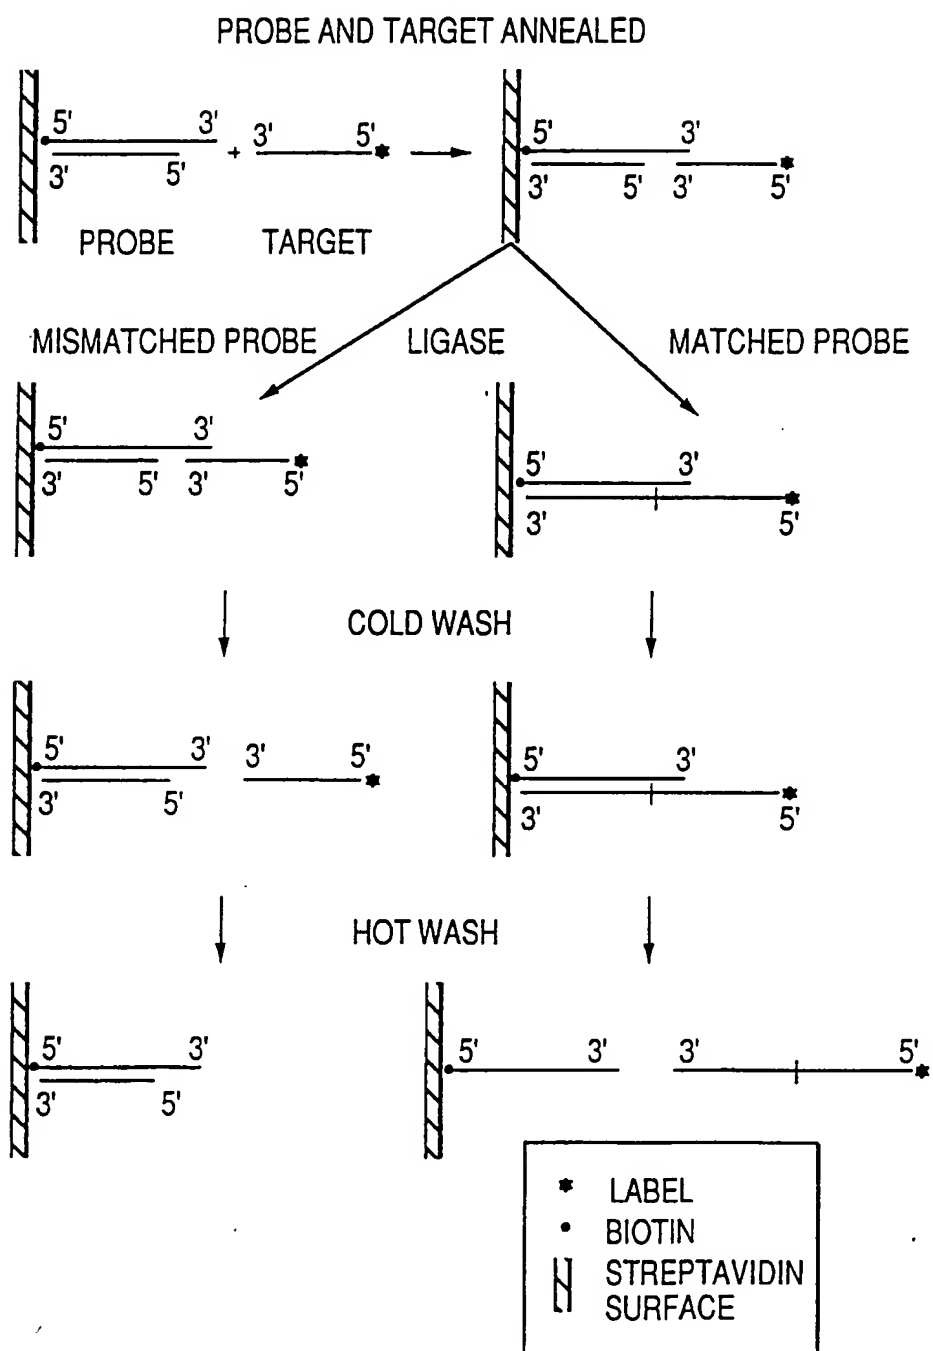 PROBE AND TARGET ANNEALED
5' 3' 3' 5' 5' 3'
+
3' 5' 3' 5' 3' 5'
PROBE TARGET
MISMATCHED PROBE LIGASE MATCHED PROBE
5' 3'
3' 5' 3' 5'
5' 3'
3' 5'
COLD WASH
5' 3' 3' 5' 5' 3'
3' 5' 3' 5'
HOT WASH
5' 3' 5' 3' 3' 5'
3' 5'
* LABEL
• BIOTIN
STREPTAVIDIN
SURFACE